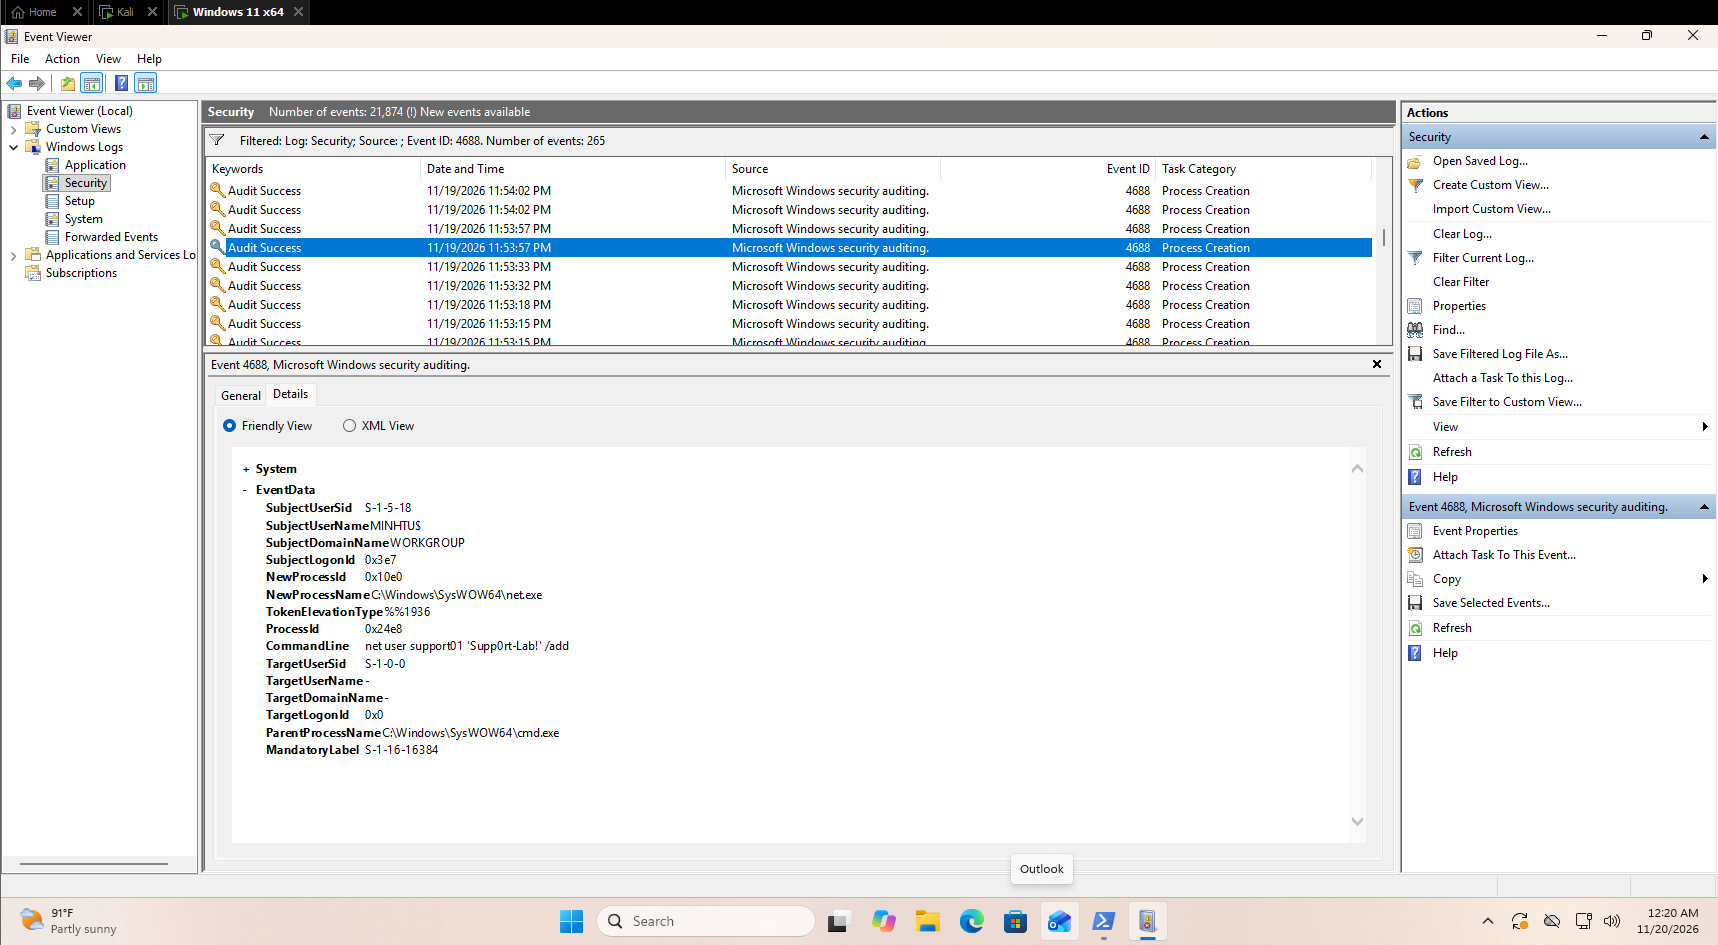 Home
Kali
Windows 11 x64
Event Viewer
File Action View Help
Event Viewer (Local)
Custom Views
Windows Logs
Application
Security
Setup
System
Forwarded Events
Applications and Services Lo
Subscriptions
Security Number of events: 21,874 (!) New events available
Filtered: Log: Security; Source: ; Event ID: 4688. Number of events: 265
Keywords Date and Time Source Event ID Task Category
Audit Success 11/19/2026 11:54:02 PM Microsoft Windows security auditing. 4688 Process Creation
Audit Success 11/19/2026 11:54:02 PM Microsoft Windows security auditing. 4688 Process Creation
Audit Success 11/19/2026 11:53:57 PM Microsoft Windows security auditing. 4688 Process Creation
Audit Success 11/19/2026 11:53:57 PM Microsoft Windows security auditing. 4688 Process Creation
Audit Success 11/19/2026 11:53:33 PM Microsoft Windows security auditing. 4688 Process Creation
Audit Success 11/19/2026 11:53:32 PM Microsoft Windows security auditing. 4688 Process Creation
Audit Success 11/19/2026 11:53:18 PM Microsoft Windows security auditing. 4688 Process Creation
Audit Success 11/19/2026 11:53:15 PM Microsoft Windows security auditing. 4688 Process Creation
Audit Success 11/19/2026 11:53:15 PM Microsoft Windows security auditing. 4688 Process Creation
Event 4688, Microsoft Windows security auditing.
General Details
Friendly View XML View
+ System
- EventData
SubjectUserSid S-1-5-18
SubjectUserName MINHTU$
SubjectDomainName WORKGROUP
SubjectLogonId 0x3e7
NewProcessId 0x10e0
NewProcessName C:\Windows\SysWOW64\net.exe
TokenElevationType %%1936
ProcessId 0x24e8
CommandLine net user support01 'Supp0rt-Lab!' /add
TargetUserSid S-1-0-0
TargetUserName -
TargetDomainName -
TargetLogonId 0x0
ParentProcessName C:\Windows\SysWOW64\cmd.exe
MandatoryLabel S-1-16-16384
Actions
Security
Open Saved Log...
Create Custom View...
Import Custom View...
Clear Log...
Filter Current Log...
Clear Filter
Properties
Find...
Save Filtered Log File As...
Attach a Task To this Log...
Save Filter to Custom View...
View
Refresh
Help
Event 4688, Microsoft Windows security auditing.
Event Properties
Attach Task To This Event...
Copy
Save Selected Events...
Refresh
Help
Outlook
91°F
Partly sunny
Search
12:20 AM
11/20/2026